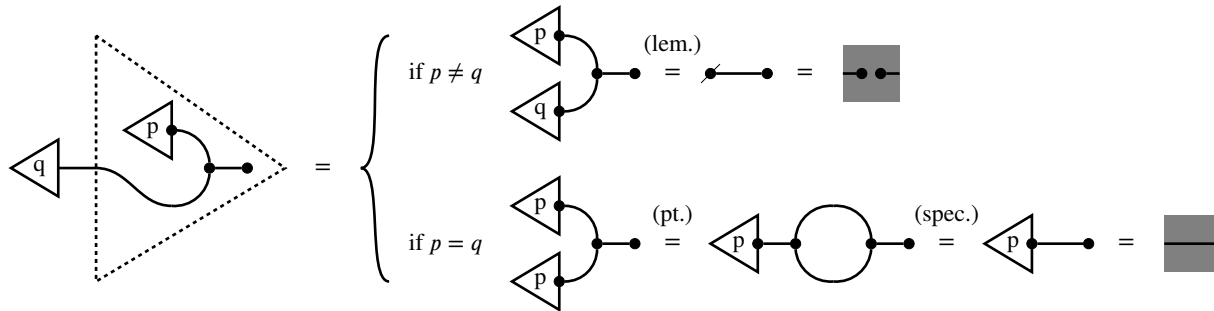 p
(lem.)
if p ≠ q
=
=
q
p
q
=
p
(pt.)
(spec.)
if p = q
=
p
=
p
=
p